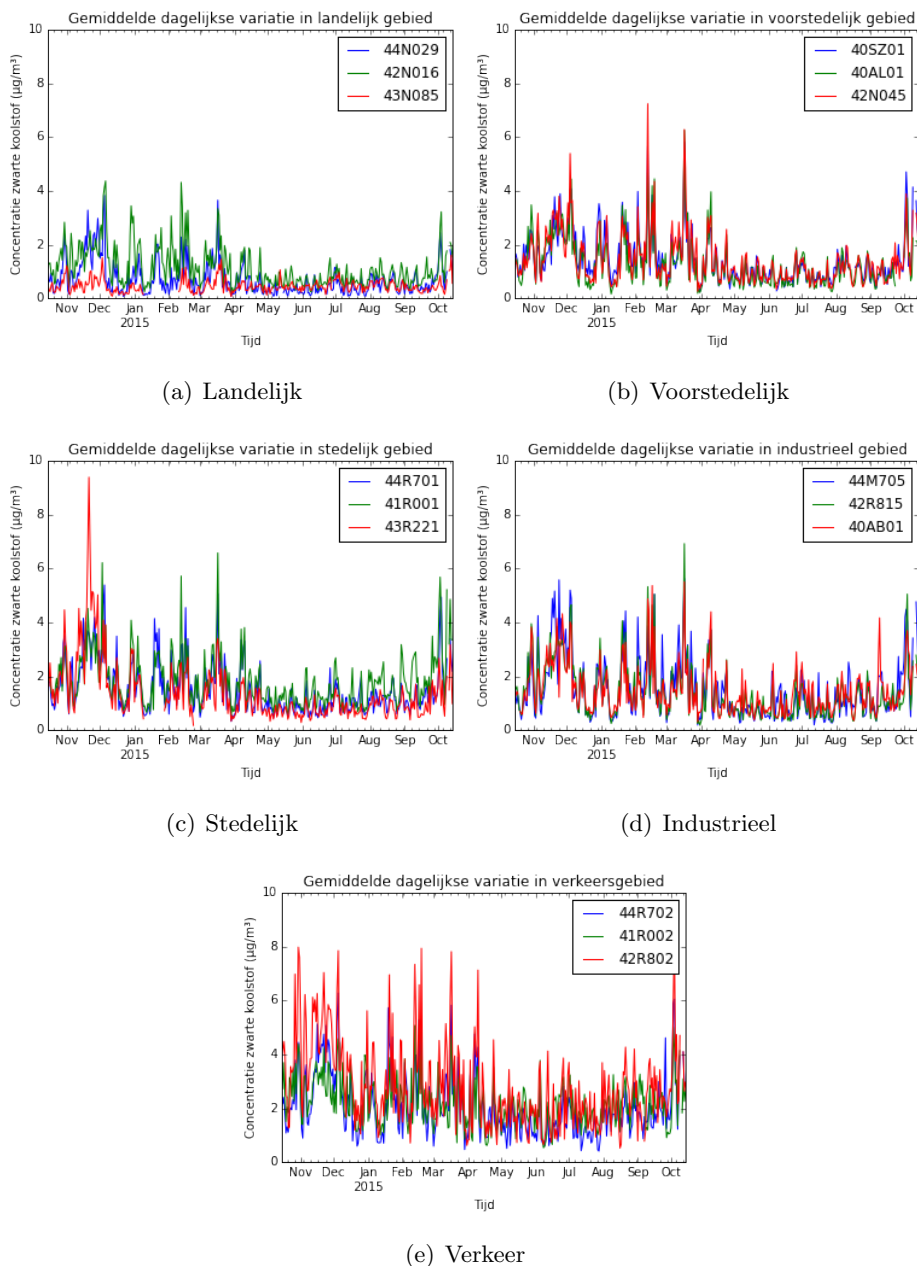 Gemiddelde dagelijkse variatie in landelijk gebied
Concentratie zwarte koolstof (µg/m³)
10
8
6
4
2
0
44N029
42N016
43N085
Nov Dec Jan Feb Mar Apr May Jun Jul Aug Sep Oct
2015
Tijd
(a) Landelijk
Gemiddelde dagelijkse variatie in voorstedelijk gebied
Concentratie zwarte koolstof (µg/m³)
10
8
6
4
2
0
40SZ01
40AL01
42N045
Nov Dec Jan Feb Mar Apr May Jun Jul Aug Sep Oct
2015
Tijd
(b) Voorstedelijk
Gemiddelde dagelijkse variatie in stedelijk gebied
Concentratie zwarte koolstof (µg/m³)
10
8
6
4
2
0
44R701
41R001
43R221
Nov Dec Jan Feb Mar Apr May Jun Jul Aug Sep Oct
2015
Tijd
(c) Stedelijk
Gemiddelde dagelijkse variatie in industrieel gebied
Concentratie zwarte koolstof (µg/m³)
10
8
6
4
2
0
44M705
42R815
40AB01
Nov Dec Jan Feb Mar Apr May Jun Jul Aug Sep Oct
2015
Tijd
(d) Industrieel
Gemiddelde dagelijkse variatie in verkeersgebied
Concentratie zwarte koolstof (µg/m³)
10
8
6
4
2
0
44R702
41R002
42R802
Nov Dec Jan Feb Mar Apr May Jun Jul Aug Sep Oct
2015
Tijd
(e) Verkeer